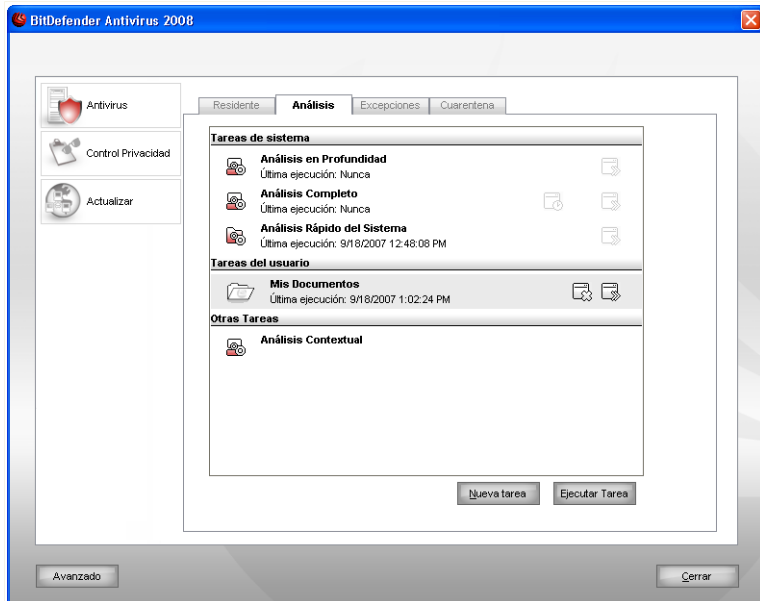 BitDefender Antivirus 2008
Antivirus
Control Privacidad
Actualizar
Residente Análisis Excepciones Cuarentena
Tareas de sistema
Análisis en Profundidad
Última ejecución: Nunca
Análisis Completo
Última ejecución: Nunca
Análisis Rápido del Sistema
Última ejecución: 9/18/2007 12:48:08 PM
Tareas del usuario
Mis Documentos
Última ejecución: 9/18/2007 1:02:24 PM
Otras Tareas
Análisis Contextual
Nueva tarea Ejecutar Tarea
Avanzado Cerrar